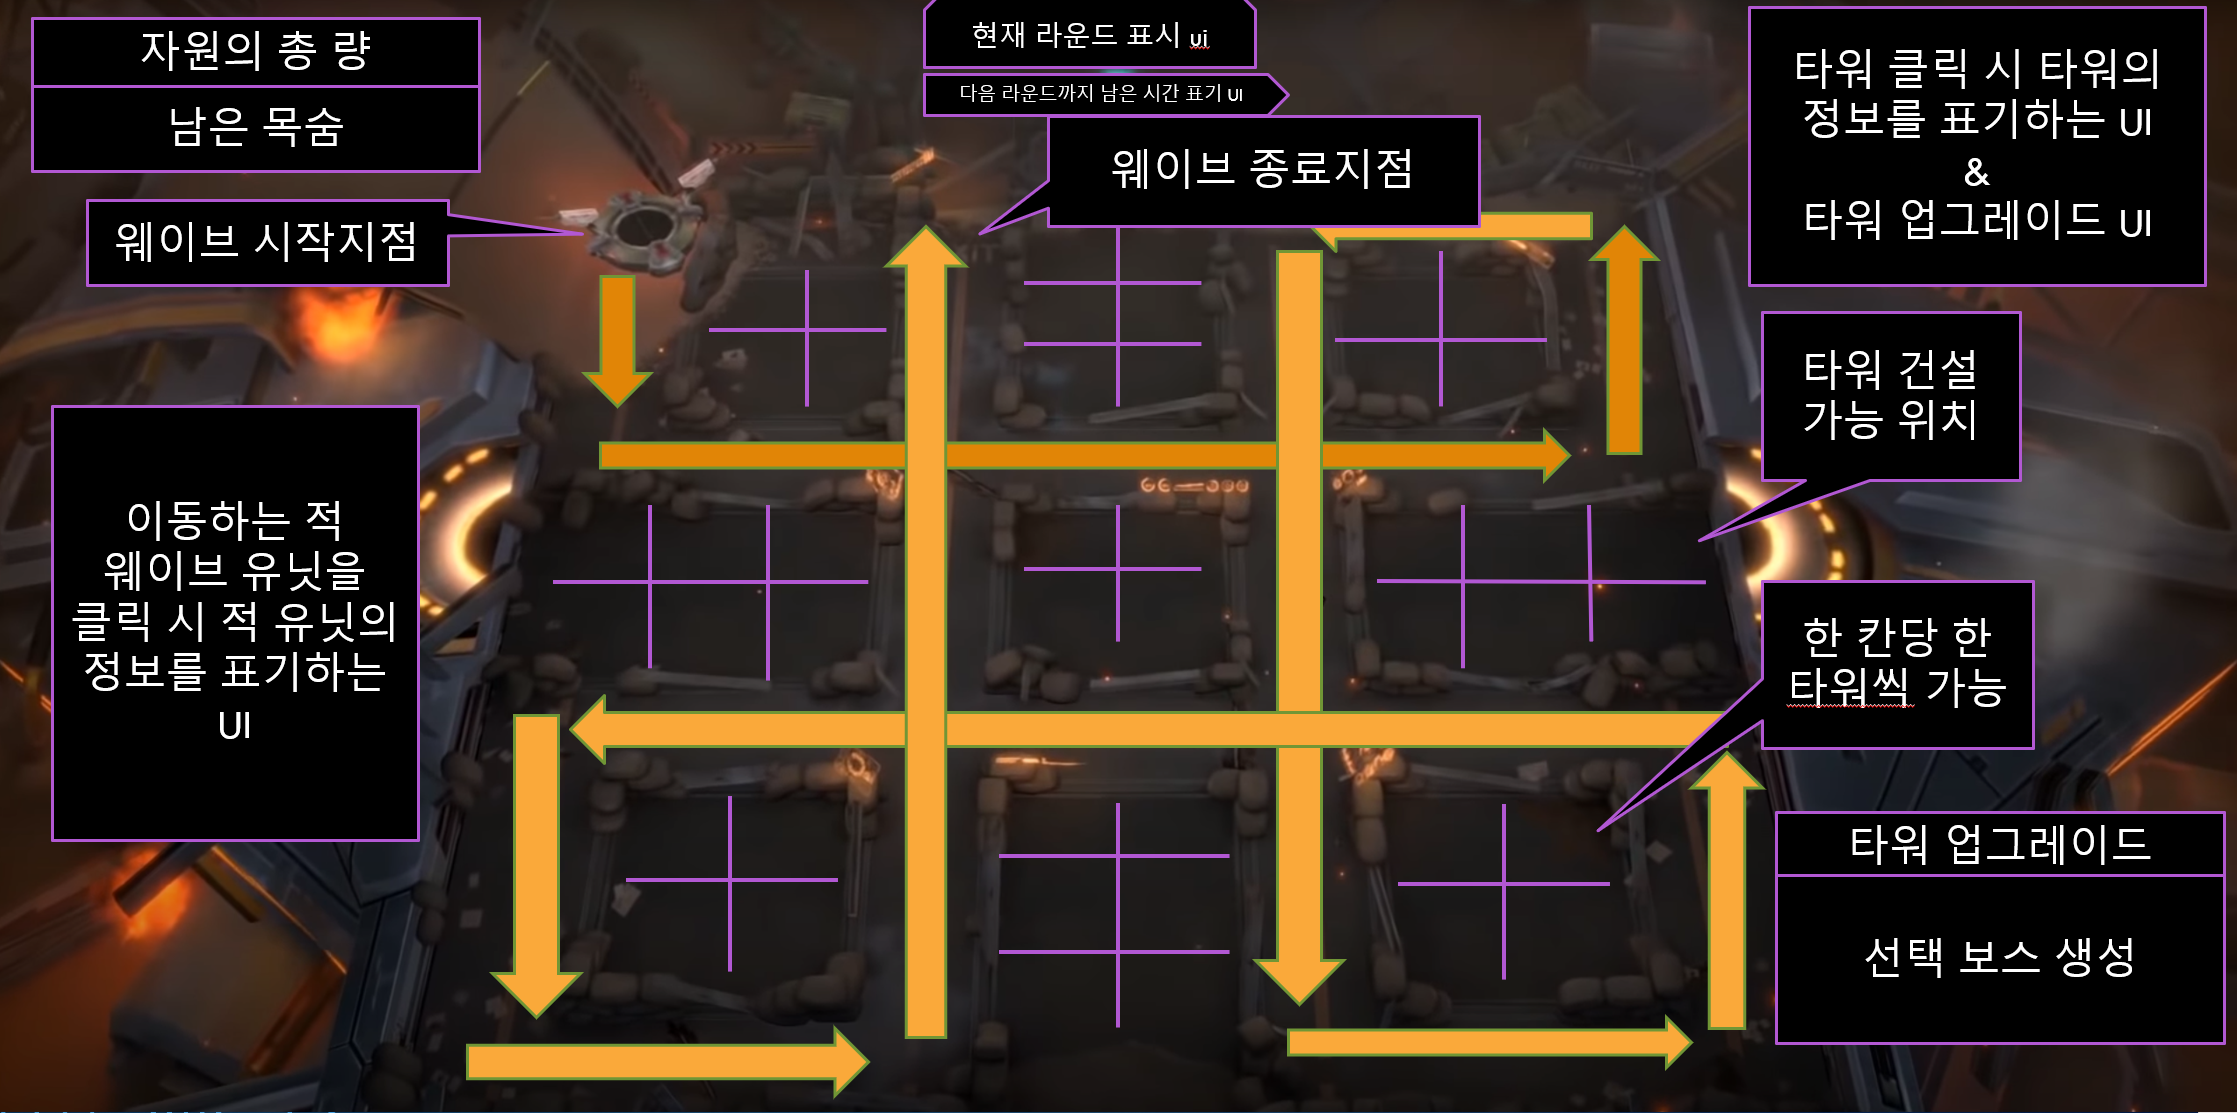 자원의 총 량
남은 목숨
현재 라운드 표시 ui
다음 라운드까지 남은 시간 표기 UI
웨이브 종료지점
웨이브 시작지점
타워 클릭 시 타워의
정보를 표기하는 UI
&
타워 업그레이드 UI
타워 건설
가능 위치
이동하는 적
웨이브 유닛을
클릭 시 적 유닛의
정보를 표기하는
UI
한 칸당 한
타워씩 가능
타워 업그레이드
선택 보스 생성